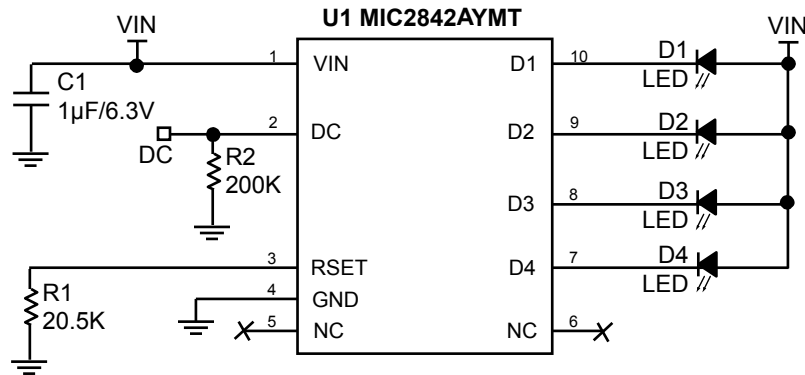 U1 MIC2842AYMT
VIN
VIN
C1
1µF/6.3V
1
VIN
D1
10
D1
LED
DC
2
DC
D2
9
D2
LED
R2
200K
D3
8
D3
LED
3
RSET
D4
7
D4
LED
R1
20.5K
4
GND
5
NC
NC
6